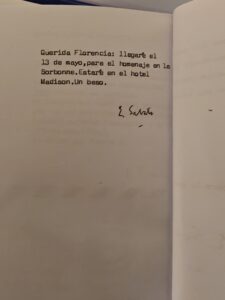 Querida Florencia: llegaré el
13 de mayo,para el homenaje en la
Sorbonne.Estaré en el hotel
Madison.Un beso.
E. Sabato